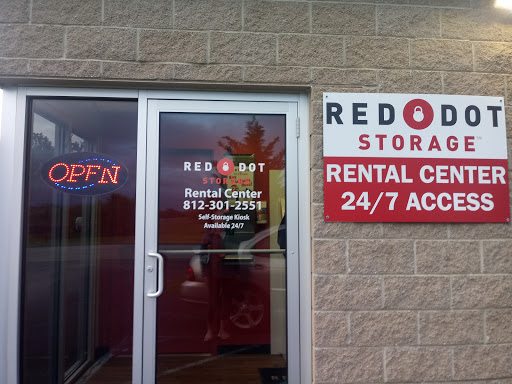 OPEN
RED DOT
STORAGE
Rental Center
812-301-2551
Self-Storage Kiosk
Available 24/7
RED DOT
STORAGE™
RENTAL CENTER
24/7 ACCESS